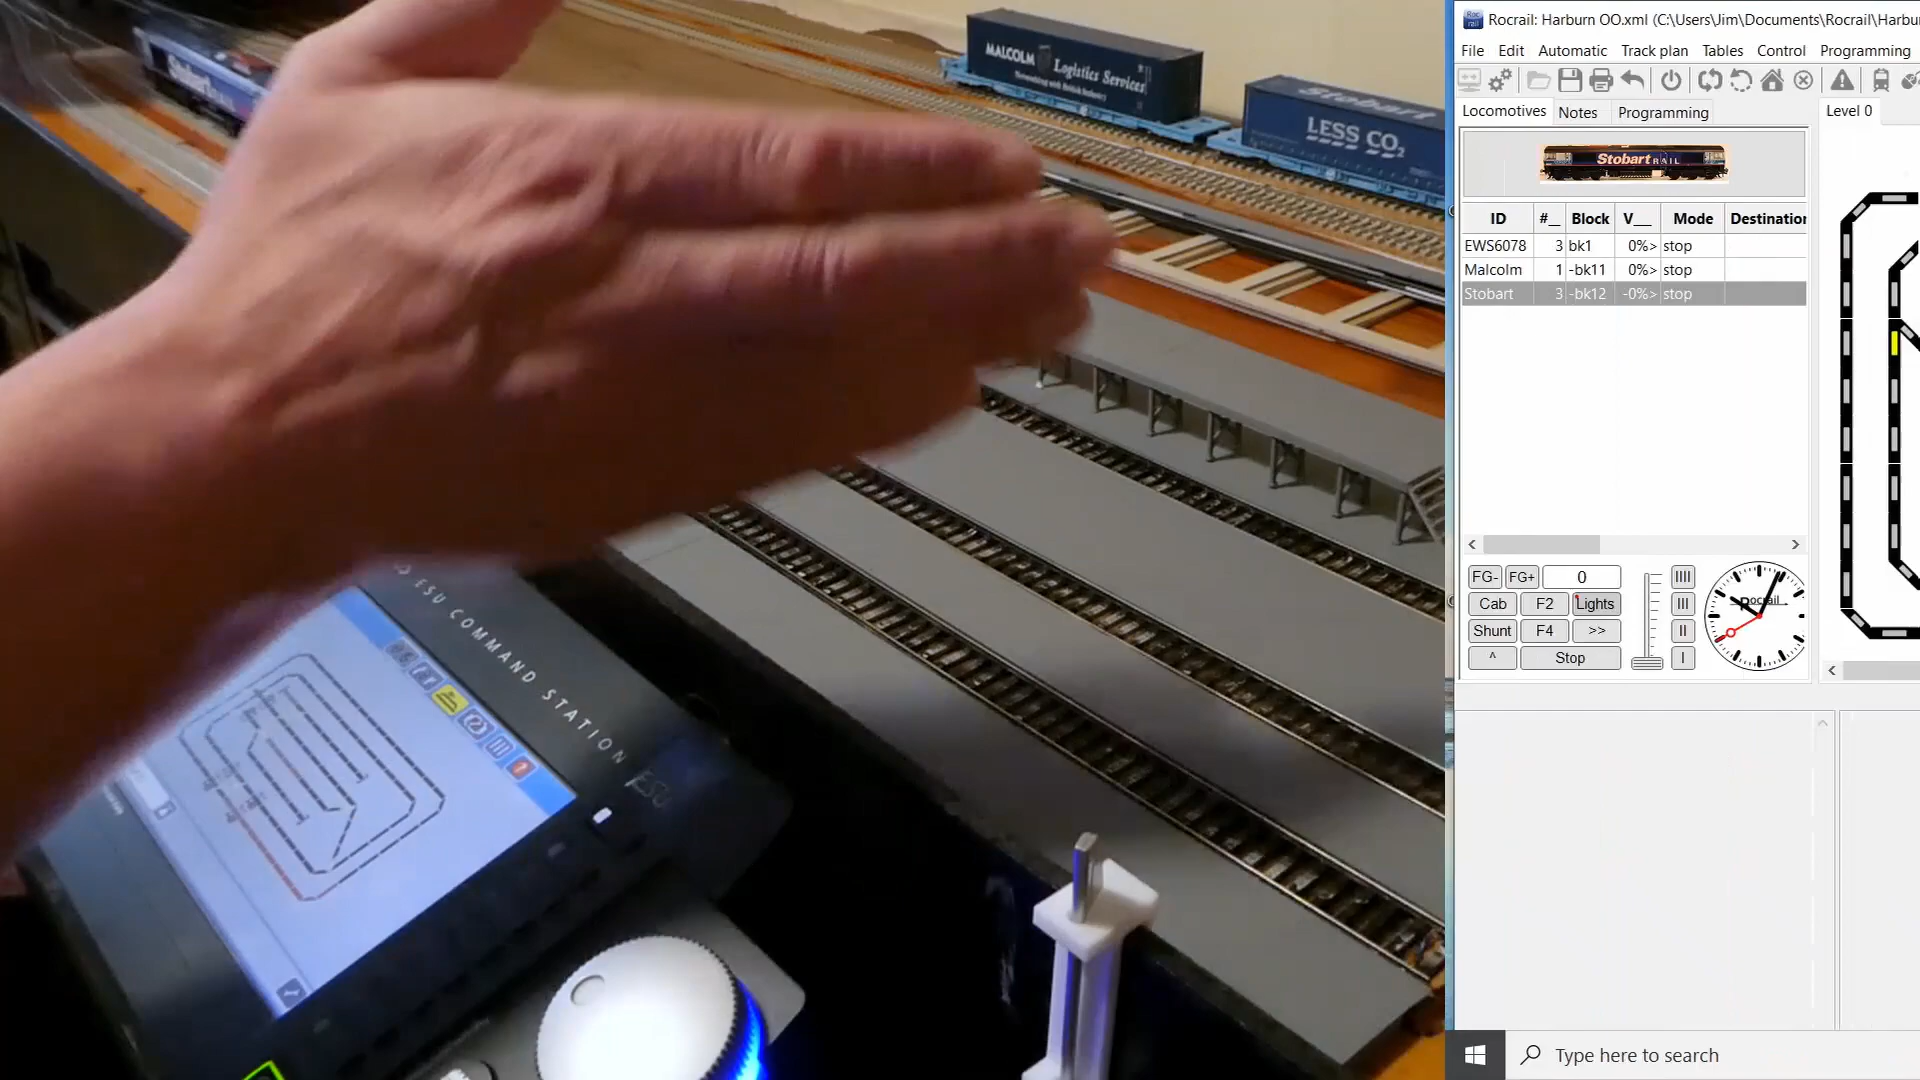 Stobart
MALCOLM
Logistics Services
Stobart
LESS CO₂
ESU COMMAND STATION
ESU
Rocrail: Harburn OO.xml (C:\Users\Jim\Documents\Rocrail\Harbu
File Edit Automatic Track plan Tables Control Programming
Locomotives Notes Programming
Level 0
Stobart RAIL
ID #_ Block V__ Mode Destination
EWS6078 3 bk1 0%> stop
Malcolm 1 -bk11 0%> stop
Stobart 3 -bk12 -0%> stop
FG- FG+ 0 IIII
Cab F2 Lights III
Rocrail
Shunt F4 >> II
^ Stop I
Type here to search